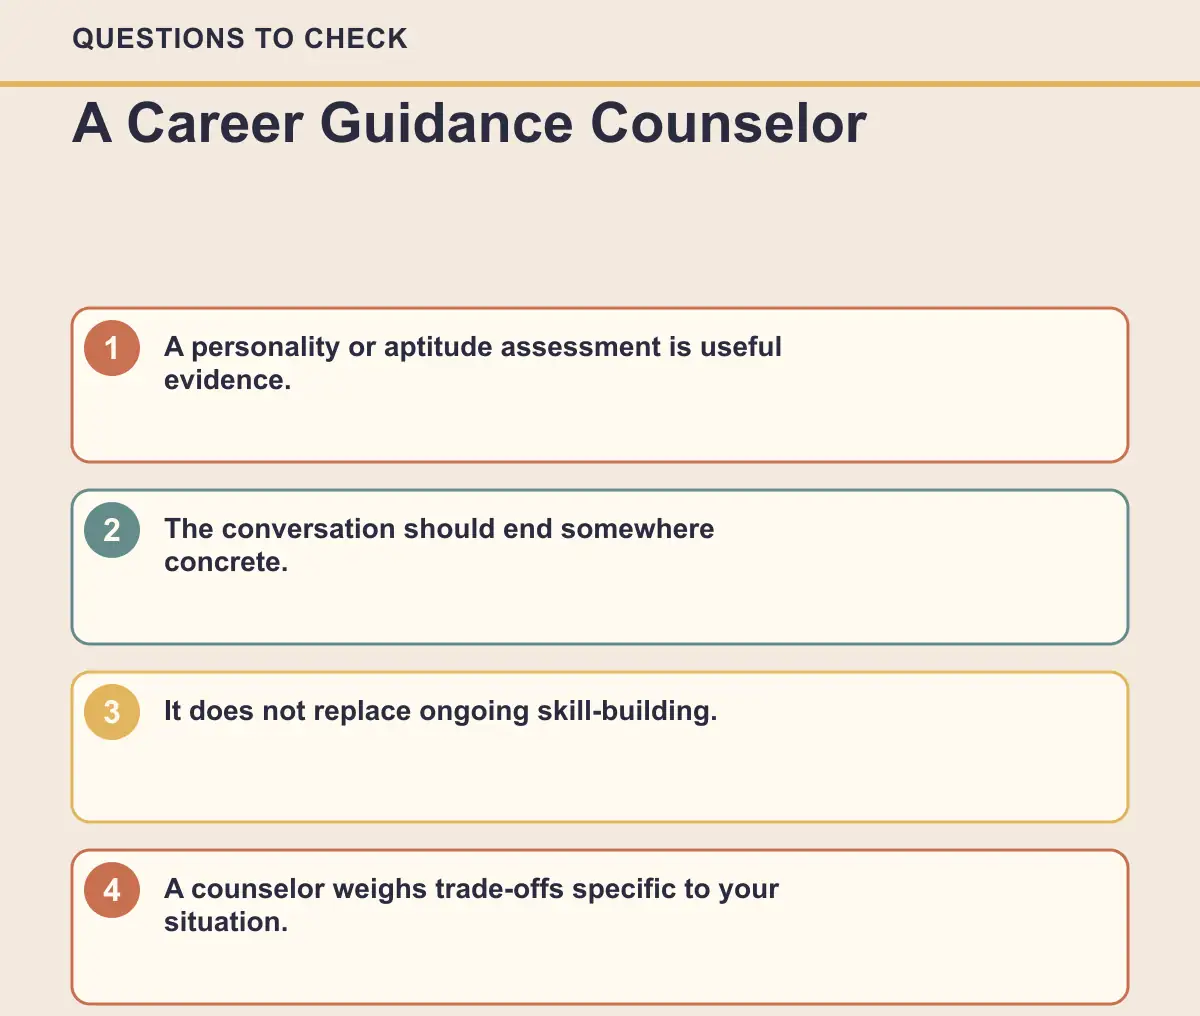 QUESTIONS TO CHECK
A Career Guidance Counselor
1
A personality or aptitude assessment is useful
evidence.
2
The conversation should end somewhere
concrete.
3
It does not replace ongoing skill-building.
4
A counselor weighs trade-offs specific to your
situation.